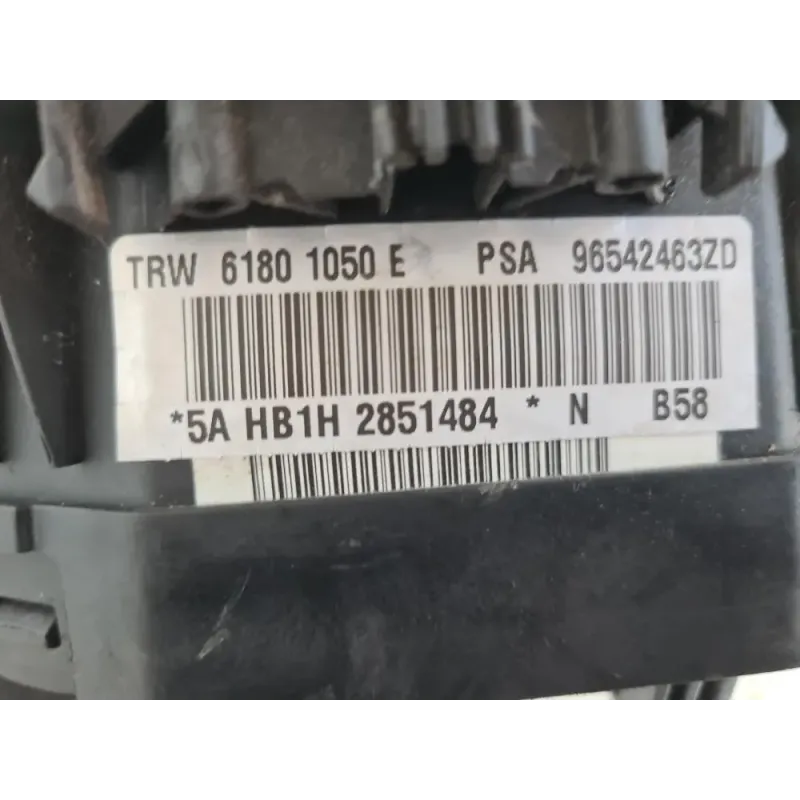 TRW 6180 1050 E PSA 96542463ZD
*5A HB1H 2851484 * N B58